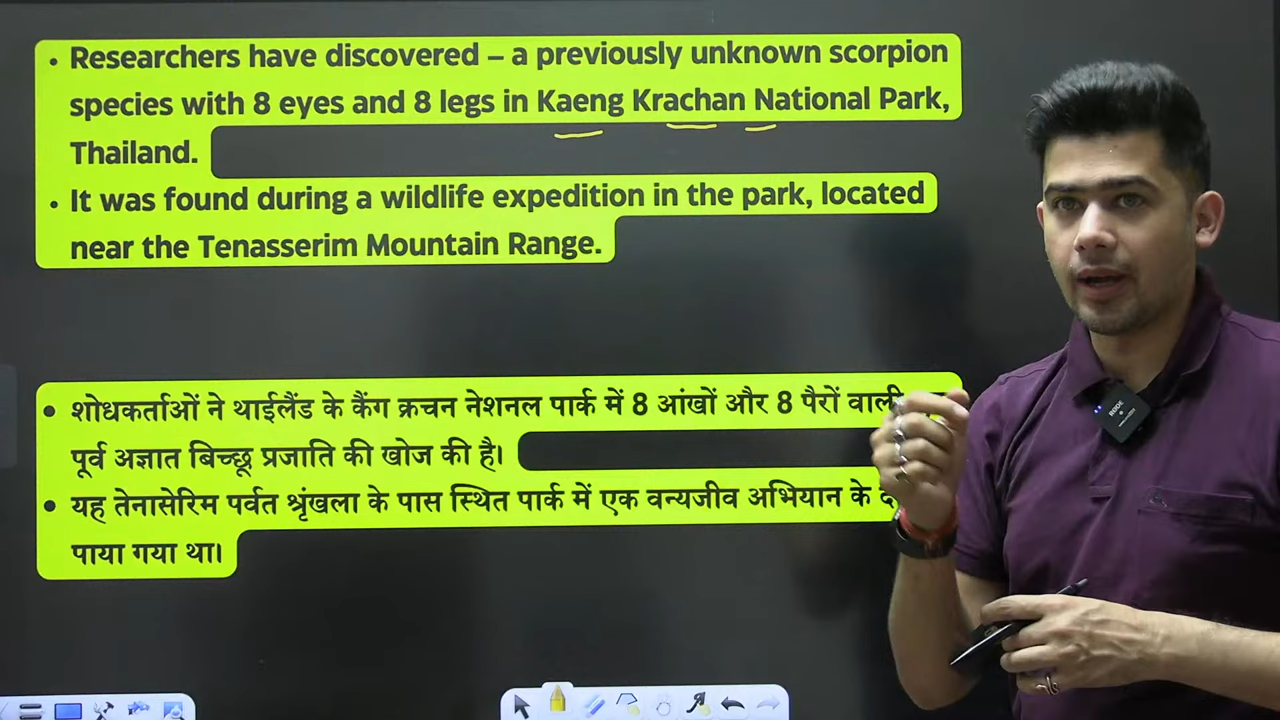 • Researchers have discovered – a previously unknown scorpion
species with 8 eyes and 8 legs in Kaeng Krachan National Park,
Thailand.
• It was found during a wildlife expedition in the park, located
near the Tenasserim Mountain Range.
• शोधकर्ताओं ने थाईलैंड के कैंग क्रचन नेशनल पार्क में 8 आंखों और 8 पैरों वाली
पूर्व अज्ञात बिच्छू प्रजाति की खोज की है।
• यह तेनासेरिम पर्वत श्रृंखला के पास स्थित पार्क में एक वन्यजीव अभियान के
पाया गया था।
RODE